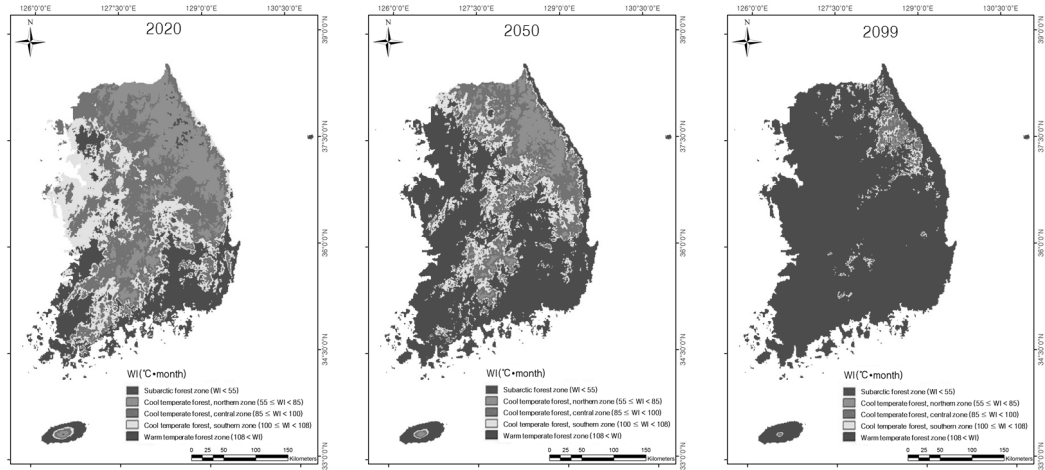 126°0'0"E 127°30'0"E 129°0'0"E 130°30'0"E
N
2020
39°0'0"N
37°30'0"N
36°0'0"N
34°30'0"N
33°0'0"N
WI(℃•month)
Subarctic forest zone (WI < 55)
Cool temperate forest, northern zone (55 ≤ WI < 85)
Cool temperate forest, central zone (85 ≤ WI < 100)
Cool temperate forest, southern zone (100 ≤ WI < 108)
Warm temperate forest zone (108 < WI)
0 25 50 100 150
Kilometers
126°0'0"E 127°30'0"E 129°0'0"E 130°30'0"E
N
2050
39°0'0"N
37°30'0"N
36°0'0"N
34°30'0"N
33°0'0"N
WI(℃•month)
Subarctic forest zone (WI < 55)
Cool temperate forest, northern zone (55 ≤ WI < 85)
Cool temperate forest, central zone (85 ≤ WI < 100)
Cool temperate forest, southern zone (100 ≤ WI < 108)
Warm temperate forest zone (108 < WI)
0 25 50 100 150
Kilometers
126°0'0"E 127°30'0"E 129°0'0"E 130°30'0"E
N
2099
39°0'0"N
37°30'0"N
36°0'0"N
34°30'0"N
33°0'0"N
WI(℃•month)
Subarctic forest zone (WI < 55)
Cool temperate forest, northern zone (55 ≤ WI < 85)
Cool temperate forest, central zone (85 ≤ WI < 100)
Cool temperate forest, southern zone (100 ≤ WI < 108)
Warm temperate forest zone (108 < WI)
0 25 50 100 150
Kilometers